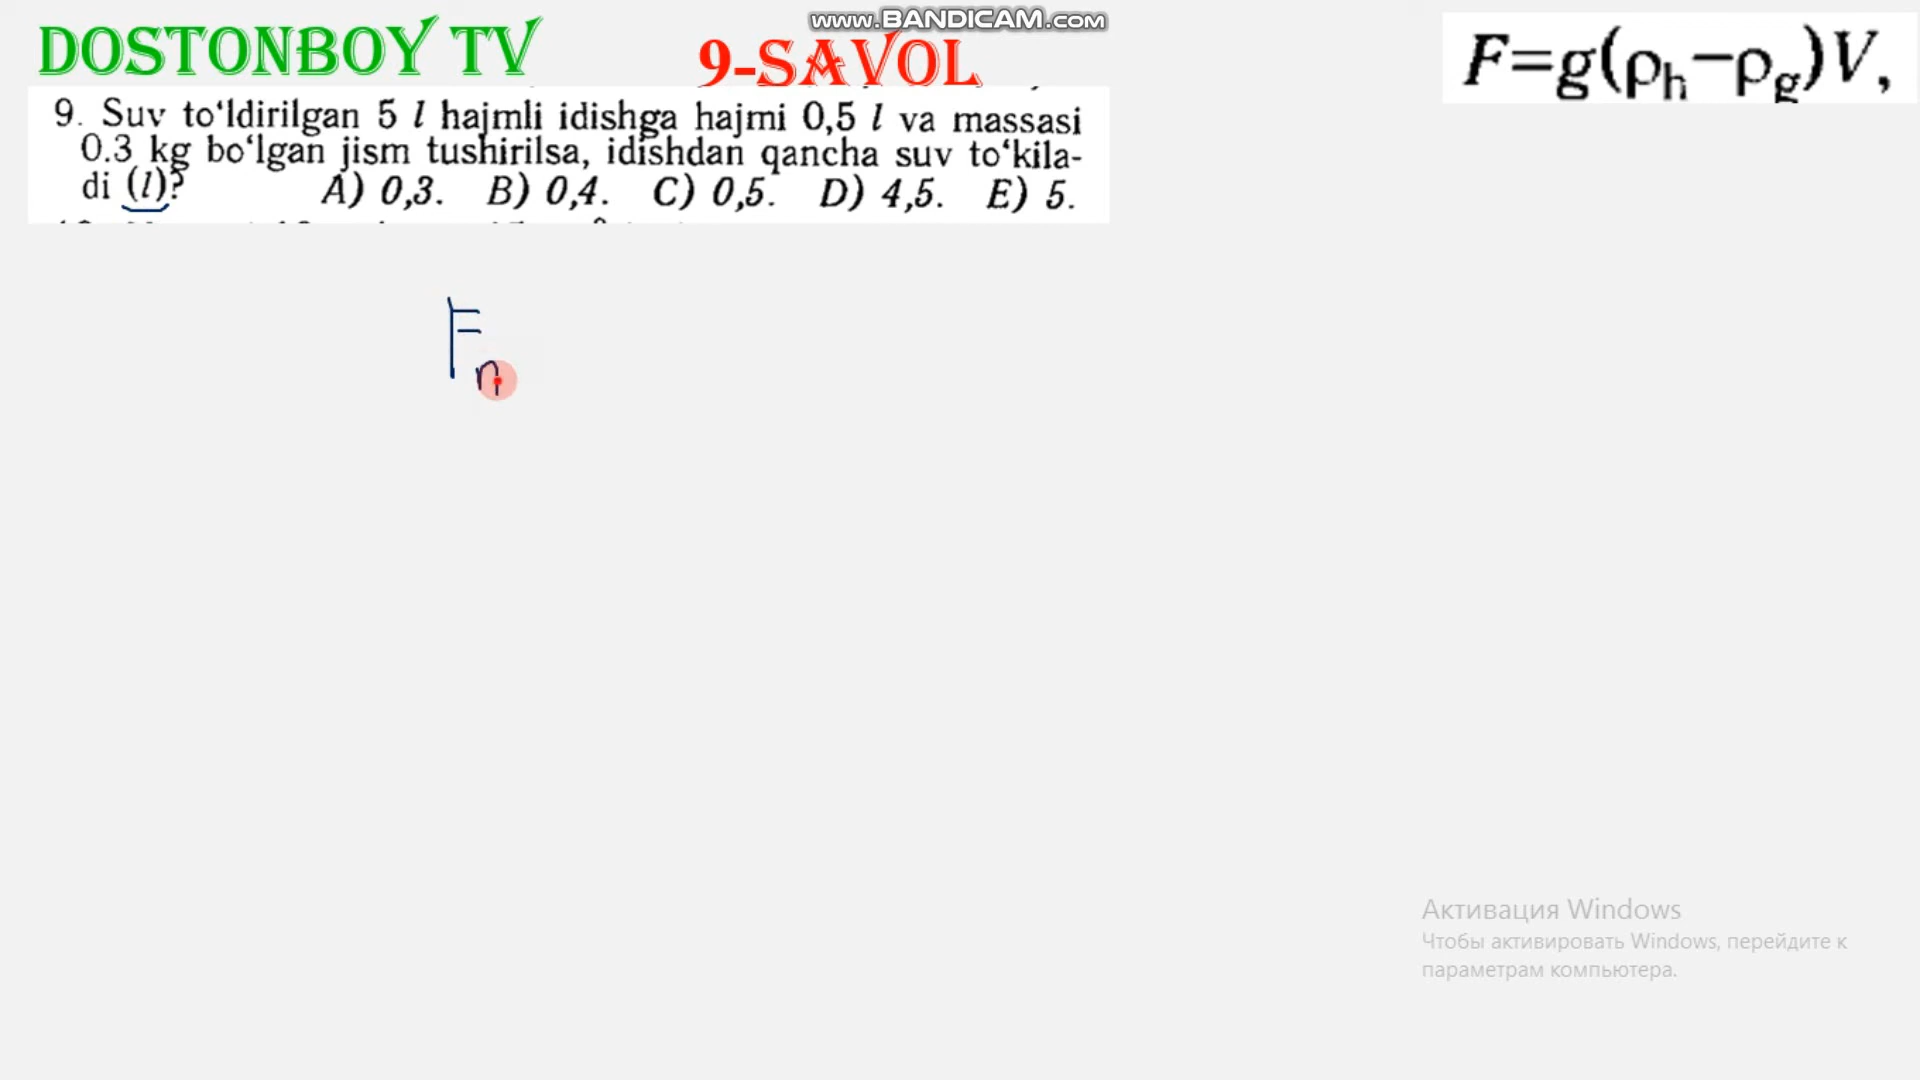 www.BANDICAM.com
DOSTONBOY TV
9-SAVOL
F=g(ρh−ρg)V,
9. Suv to‘ldirilgan 5 l hajmli idishga hajmi 0,5 l va massasi
0.3 kg bo‘lgan jism tushirilsa, idishdan qancha suv to‘kila-
di (l)? A) 0,3. B) 0,4. C) 0,5. D) 4,5. E) 5.
Fn
Активация Windows
Чтобы активировать Windows, перейдите к
параметрам компьютера.